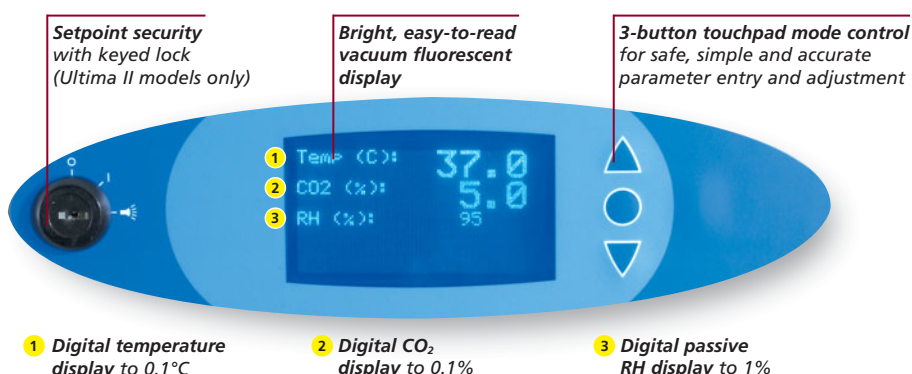 Setpoint security
with keyed lock
(Ultima II models only)
Bright, easy-to-read
vacuum fluorescent
display
3-button touchpad mode control
for safe, simple and accurate
parameter entry and adjustment
1 Temp (C): 37.0
2 CO2 (%): 5.0
3 RH (%): 95
O
I
1 Digital temperature
display to 0.1°C
2 Digital CO₂
display to 0.1%
3 Digital passive
RH display to 1%